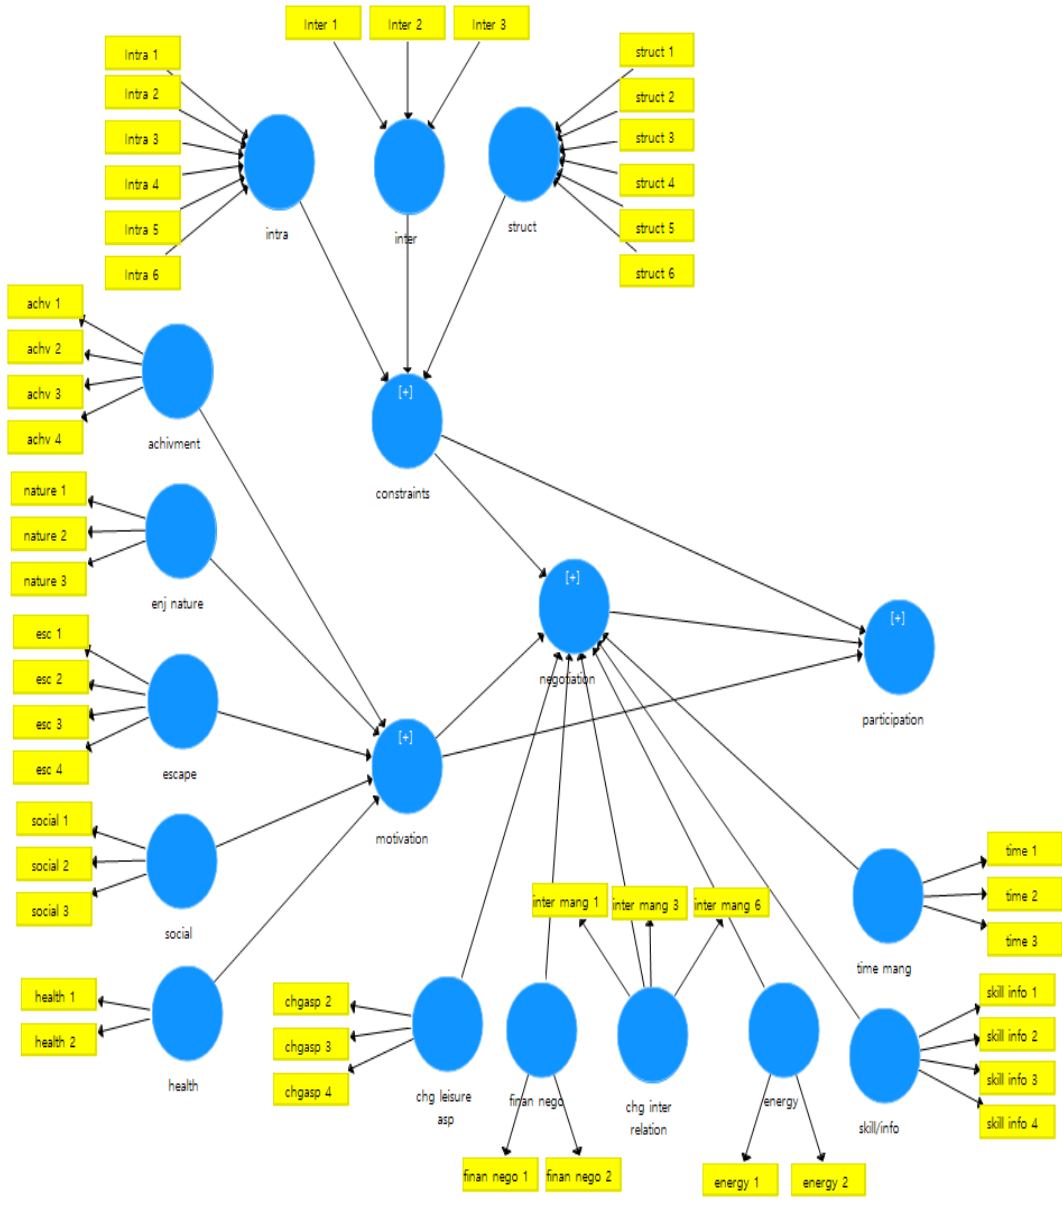 Inter 1
Inter 2
Inter 3
Intra 1
Intra 2
Intra 3
Intra 4
Intra 5
Intra 6
struct 1
struct 2
struct 3
struct 4
struct 5
struct 6
intra
inter
struct
achv 1
achv 2
achv 3
achv 4
achivment
[+]
constraints
nature 1
nature 2
nature 3
enj nature
[+]
negotiation
[+]
participation
esc 1
esc 2
esc 3
esc 4
escape
[+]
motivation
social 1
social 2
social 3
social
time 1
time 2
time 3
time mang
inter mang 1
inter mang 3
inter mang 6
health 1
health 2
health
chgasp 2
chgasp 3
chgasp 4
chg leisure
asp
finan nego
chg inter
relation
energy
skill/info
skill info 1
skill info 2
skill info 3
skill info 4
finan nego 1
finan nego 2
energy 1
energy 2